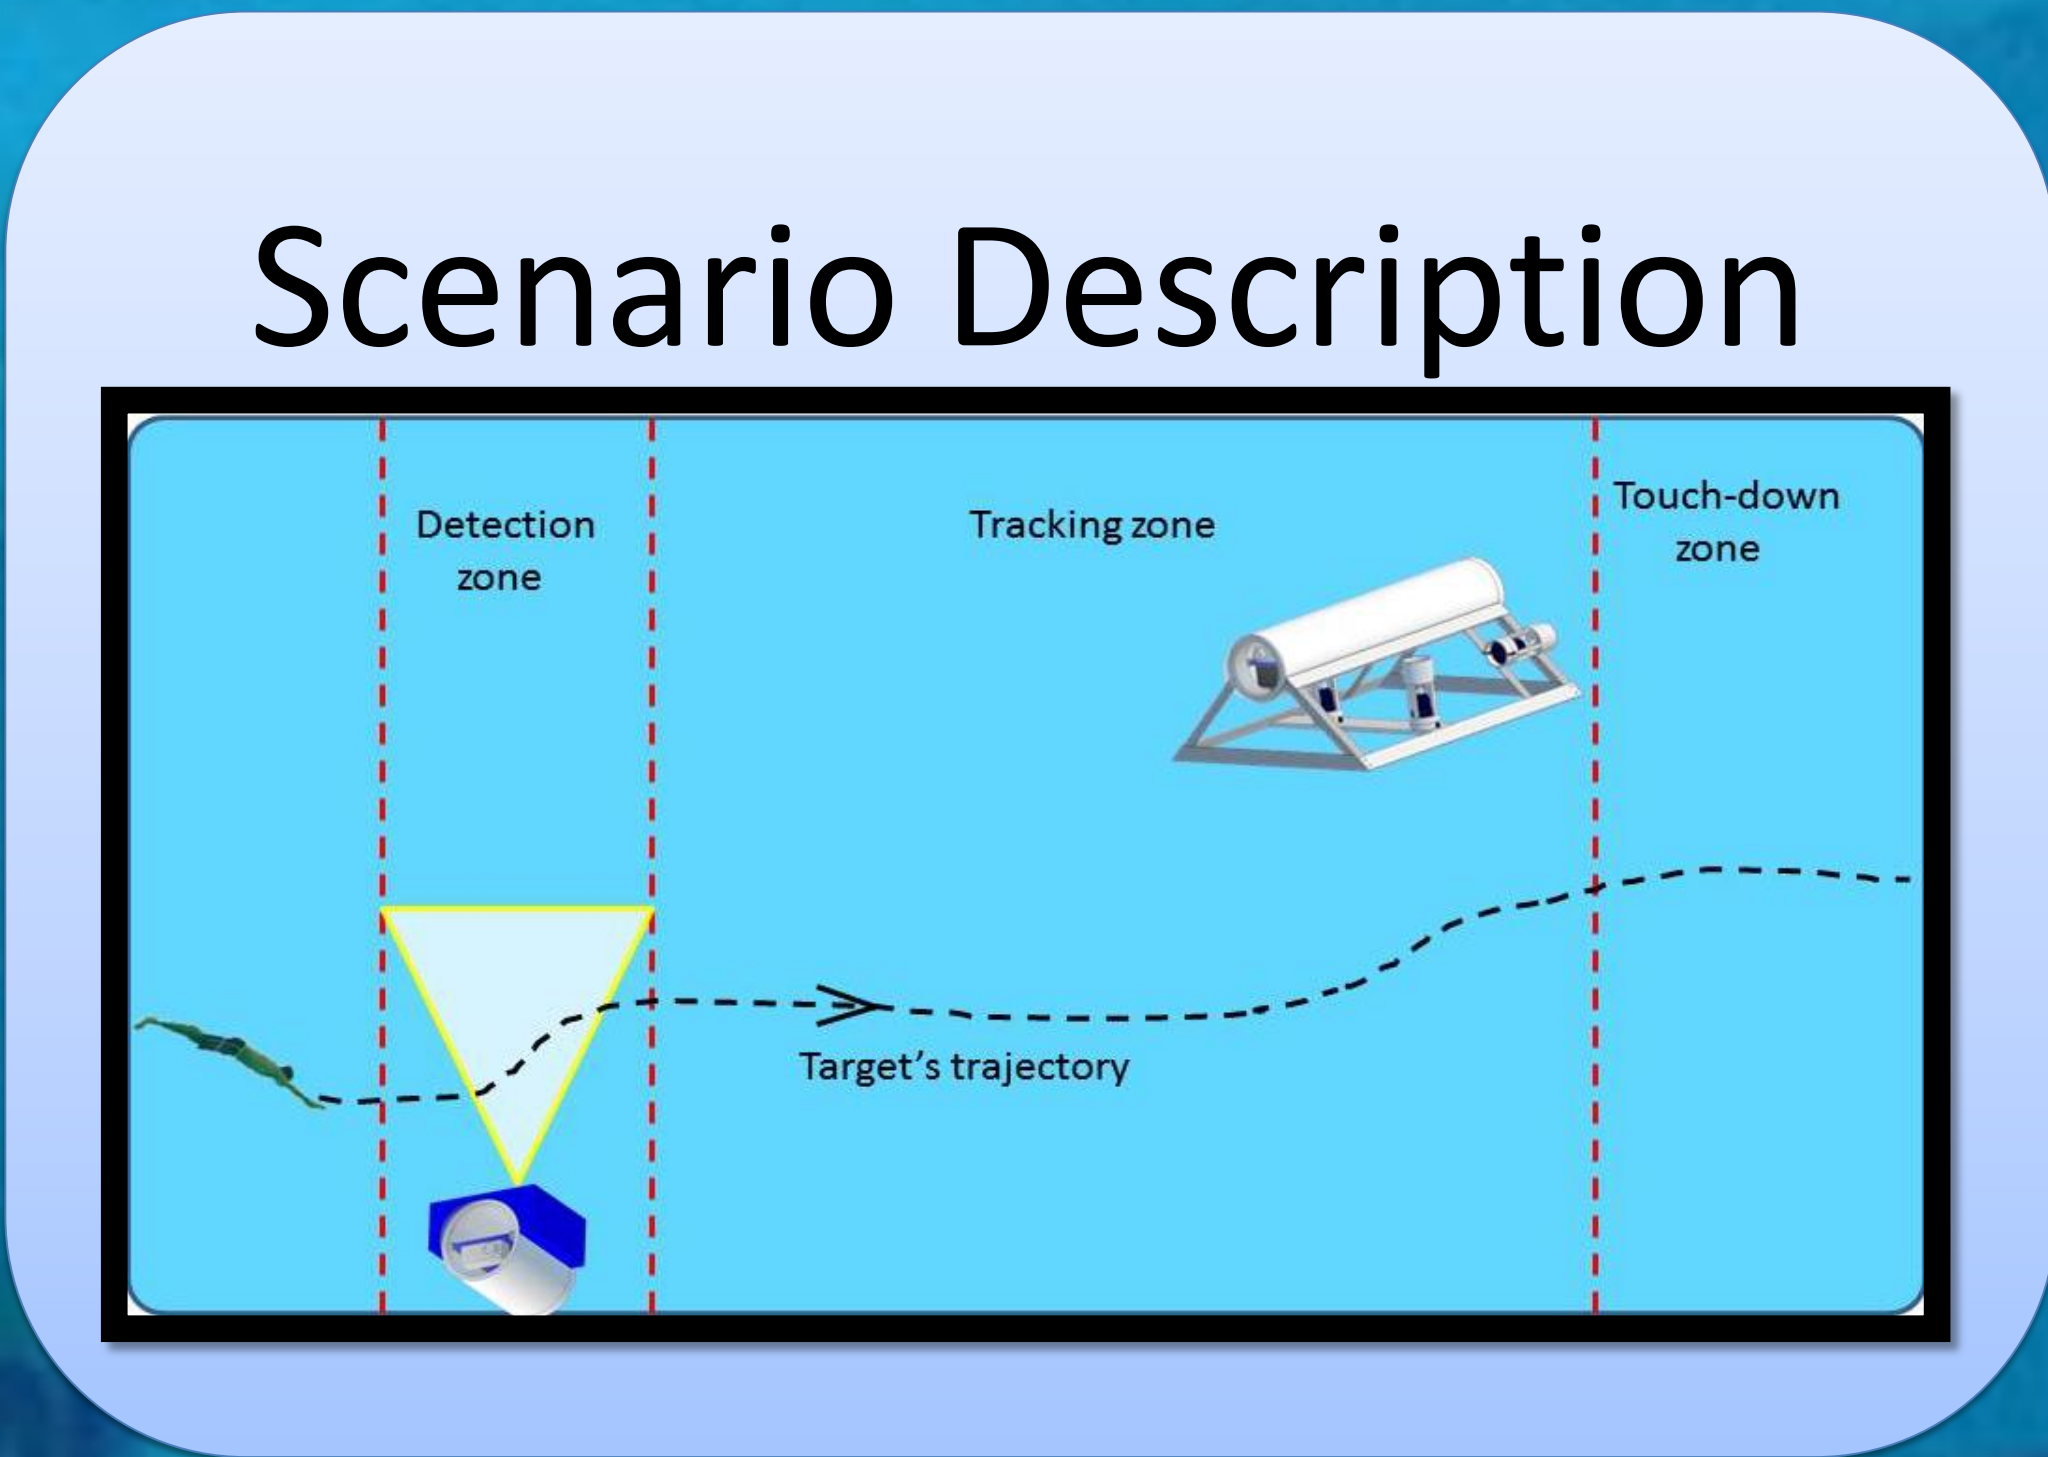 Scenario Description
Detection
zone
Tracking zone
Touch-down
zone
Target's trajectory